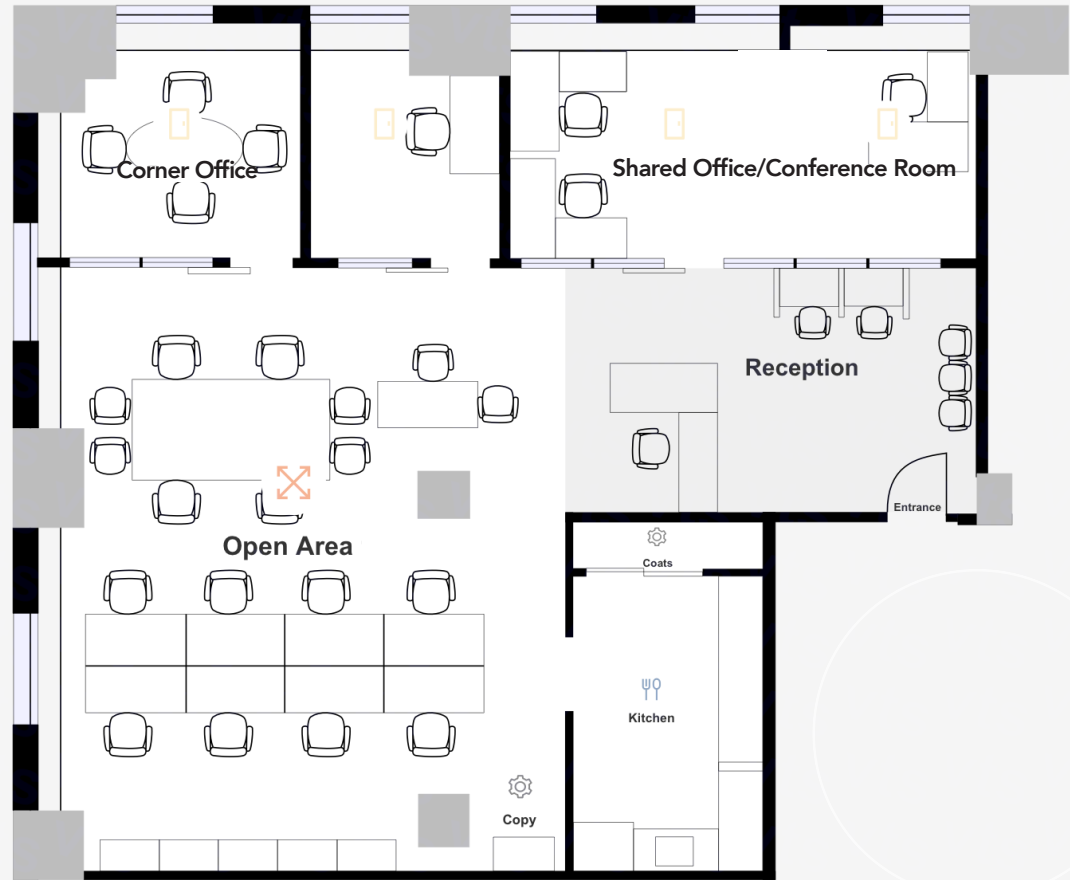 Corner Office
Shared Office/Conference Room
Reception
Entrance
Open Area
Coats
Kitchen
Copy